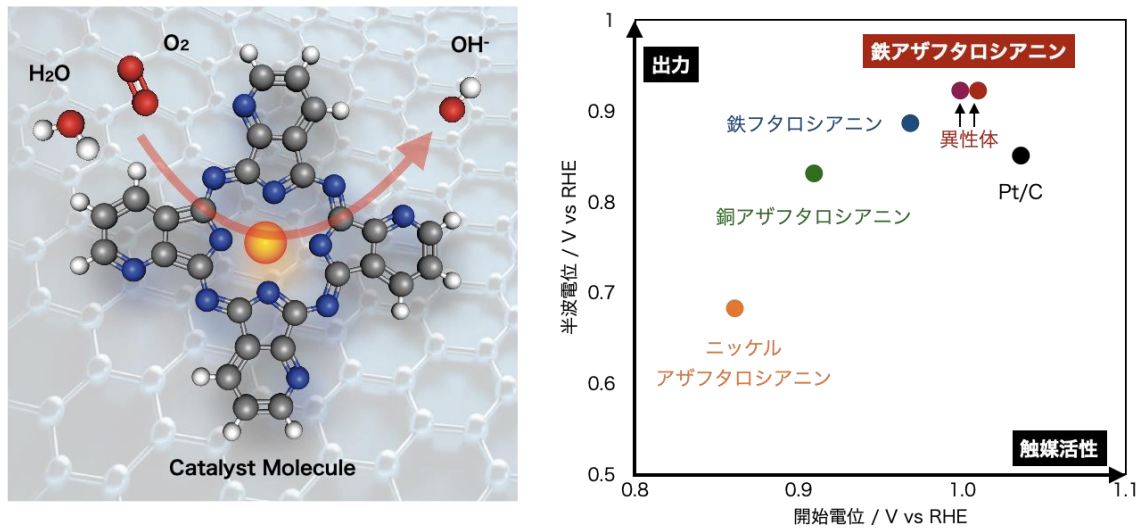 O₂
H₂O
OH⁻
Catalyst Molecule
1
0.9
0.8
0.7
0.6
0.5
半波電位 / V vs RHE
出力
鉄アザフタロシアニン
鉄フタロシアニン
異性体
Pt/C
銅アザフタロシアニン
ニッケル
アザフタロシアニン
触媒活性
0.8
0.9
1.0
1.1
開始電位 / V vs RHE